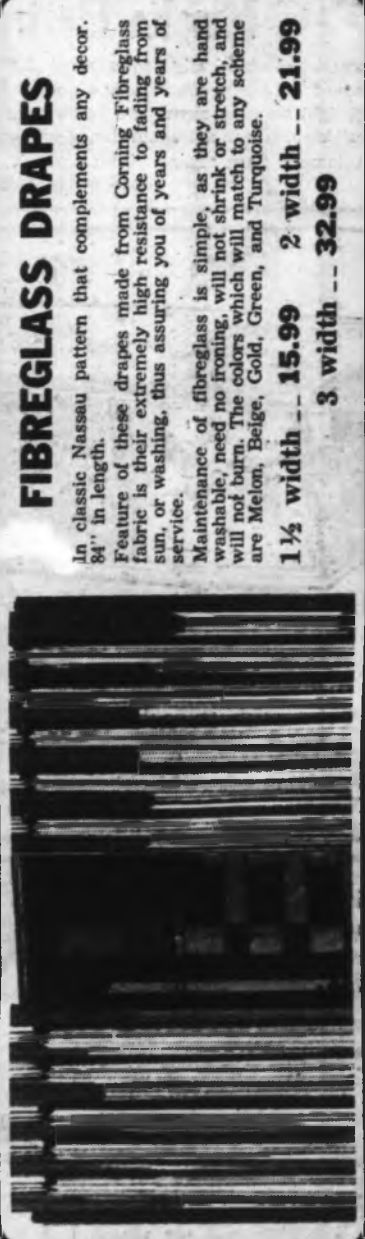 FIBREGLASS DRAPES
In classic Nassau pattern that complements any decor.
84" in length.
Feature of these drapes made from Corning Fibreglass
fabric is their extremely high resistance to fading from
sun, or washing, thus assuring you of years and years of
service.
Maintenance of fibreglass is simple, as they are hand
washable, need no ironing, will not shrink or stretch, and
will not burn. The colors which will match to any scheme
are Melon, Beige, Gold, Green, and Turquoise.
1½ width -- 15.99 2 width -- 21.99
3 width -- 32.99